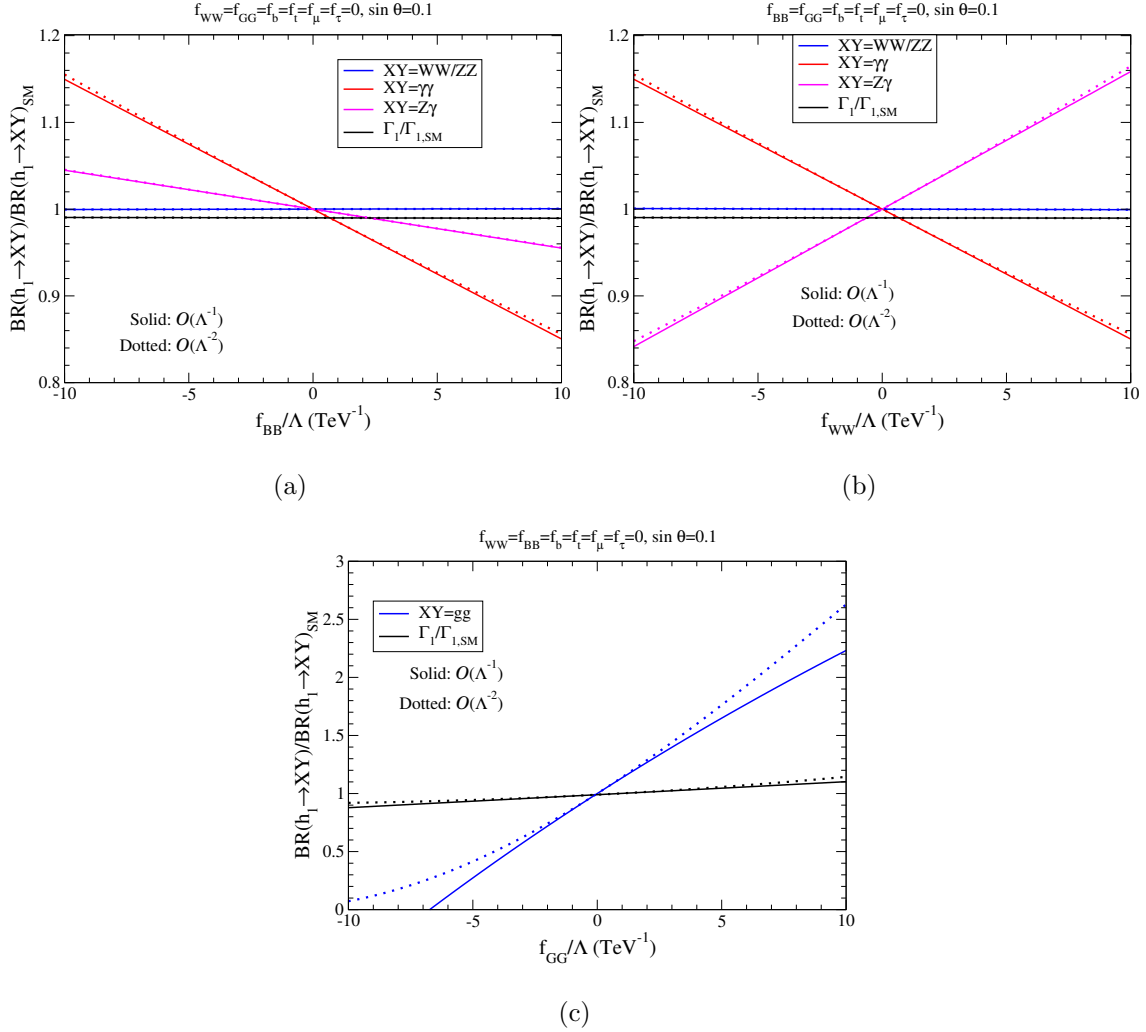 f_WW=f_GG=f_b=f_t=f_μ=f_τ=0, sin θ=0.1
BR(h_1→XY)/BR(h_1→XY)_SM
1.2
1.1
1
0.9
0.8
XY=WW/ZZ
XY=γγ
XY=Zγ
Γ_1/Γ_1,SM
Solid: O(Λ^-1)
Dotted: O(Λ^-2)
-10
-5
0
5
10
f_BB/Λ (TeV^-1)
(a)
f_BB=f_GG=f_b=f_t=f_μ=f_τ=0, sin θ=0.1
BR(h_1→XY)/BR(h_1→XY)_SM
1.2
1.1
1
0.9
0.8
XY=WW/ZZ
XY=γγ
XY=Zγ
Γ_1/Γ_1,SM
Solid: O(Λ^-1)
Dotted: O(Λ^-2)
-10
-5
0
5
10
f_WW/Λ (TeV^-1)
(b)
f_WW=f_BB=f_b=f_t=f_μ=f_τ=0, sin θ=0.1
BR(h_1→XY)/BR(h_1→XY)_SM
3
2.5
2
1.5
1
0.5
0
XY=gg
Γ_1/Γ_1,SM
Solid: O(Λ^-1)
Dotted: O(Λ^-2)
-10
-5
0
5
10
f_GG/Λ (TeV^-1)
(c)